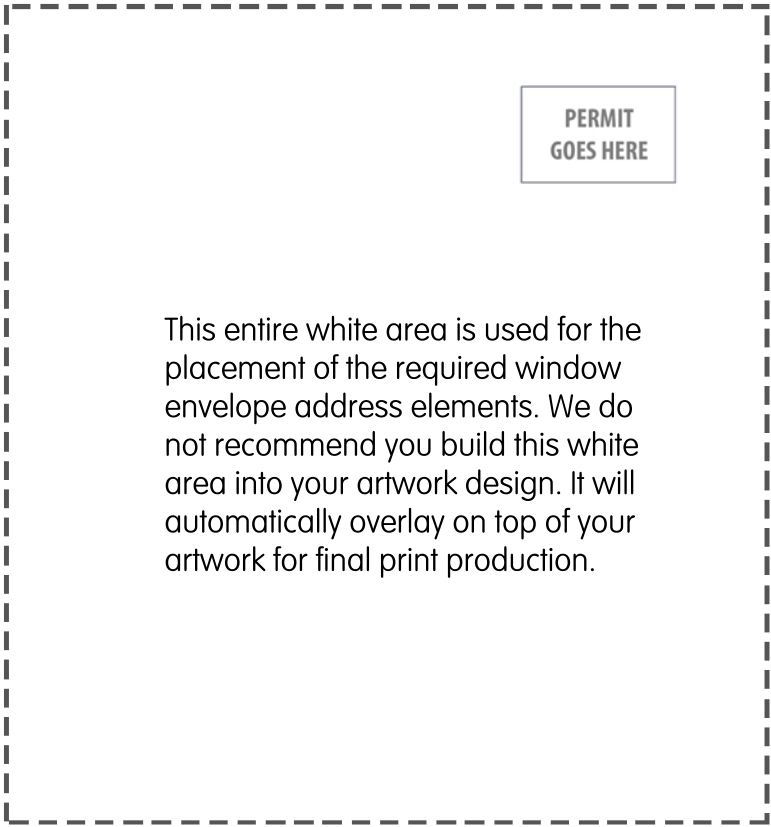 PERMIT
GOES HERE
This entire white area is used for the
placement of the required window
envelope address elements. We do
not recommend you build this white
area into your artwork design. It will
automatically overlay on top of your
artwork for final print production.